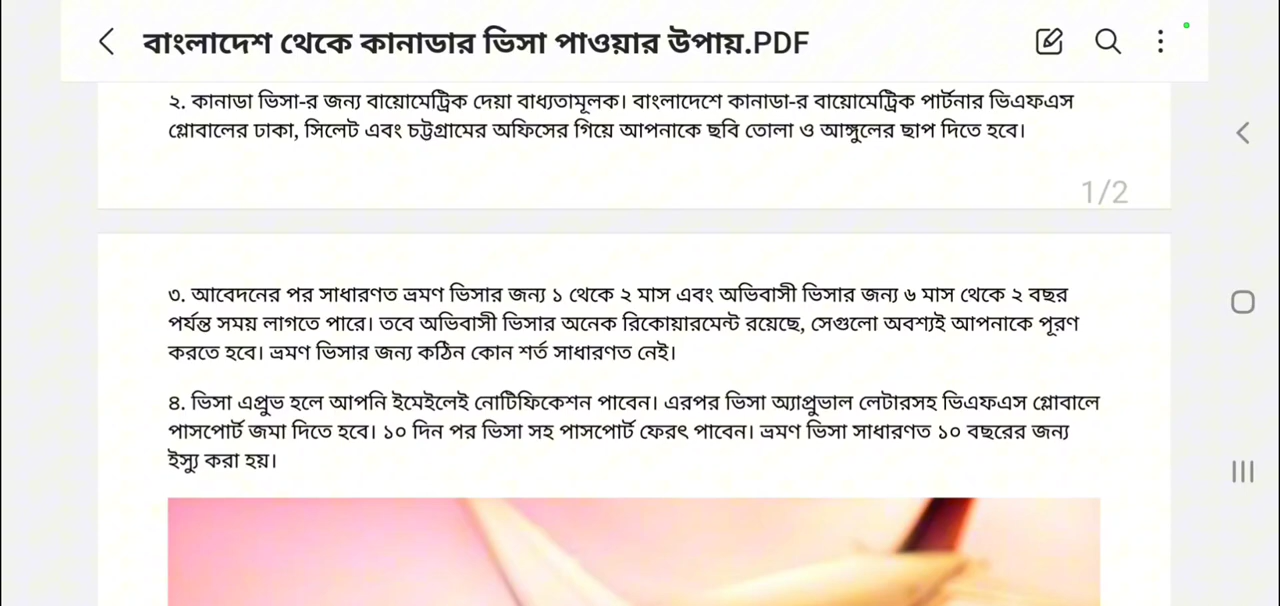 বাংলাদেশ থেকে কানাডার ভিসা পাওয়ার উপায়.PDF
২. কানাডা ভিসা-র জন্য বায়োমেট্রিক দেয়া বাধ্যতামূলক। বাংলাদেশে কানাডা-র বায়োমেট্রিক পার্টনার ভিএফএস
গ্লোবালের ঢাকা, সিলেট এবং চট্টগ্রামের অফিসের গিয়ে আপনাকে ছবি তোলা ও আঙ্গুলের ছাপ দিতে হবে।
1/2
৩. আবেদনের পর সাধারণত ভ্রমণ ভিসার জন্য ১ থেকে ২ মাস এবং অভিবাসী ভিসার জন্য ৬ মাস থেকে ২ বছর
পর্যন্ত সময় লাগতে পারে। তবে অভিবাসী ভিসার অনেক রিকোয়ারমেন্ট রয়েছে, সেগুলো অবশ্যই আপনাকে পূরণ
করতে হবে। ভ্রমণ ভিসার জন্য কঠিন কোন শর্ত সাধারণত নেই।
৪. ভিসা এপ্রুভ হলে আপনি ইমেইলেই নোটিফিকেশন পাবেন। এরপর ভিসা অ্যাপ্রুভাল লেটারসহ ভিএফএস গ্লোবালে
পাসপোর্ট জমা দিতে হবে। ১০ দিন পর ভিসা সহ পাসপোর্ট ফেরৎ পাবেন। ভ্রমণ ভিসা সাধারণত ১০ বছরের জন্য
ইস্যু করা হয়।